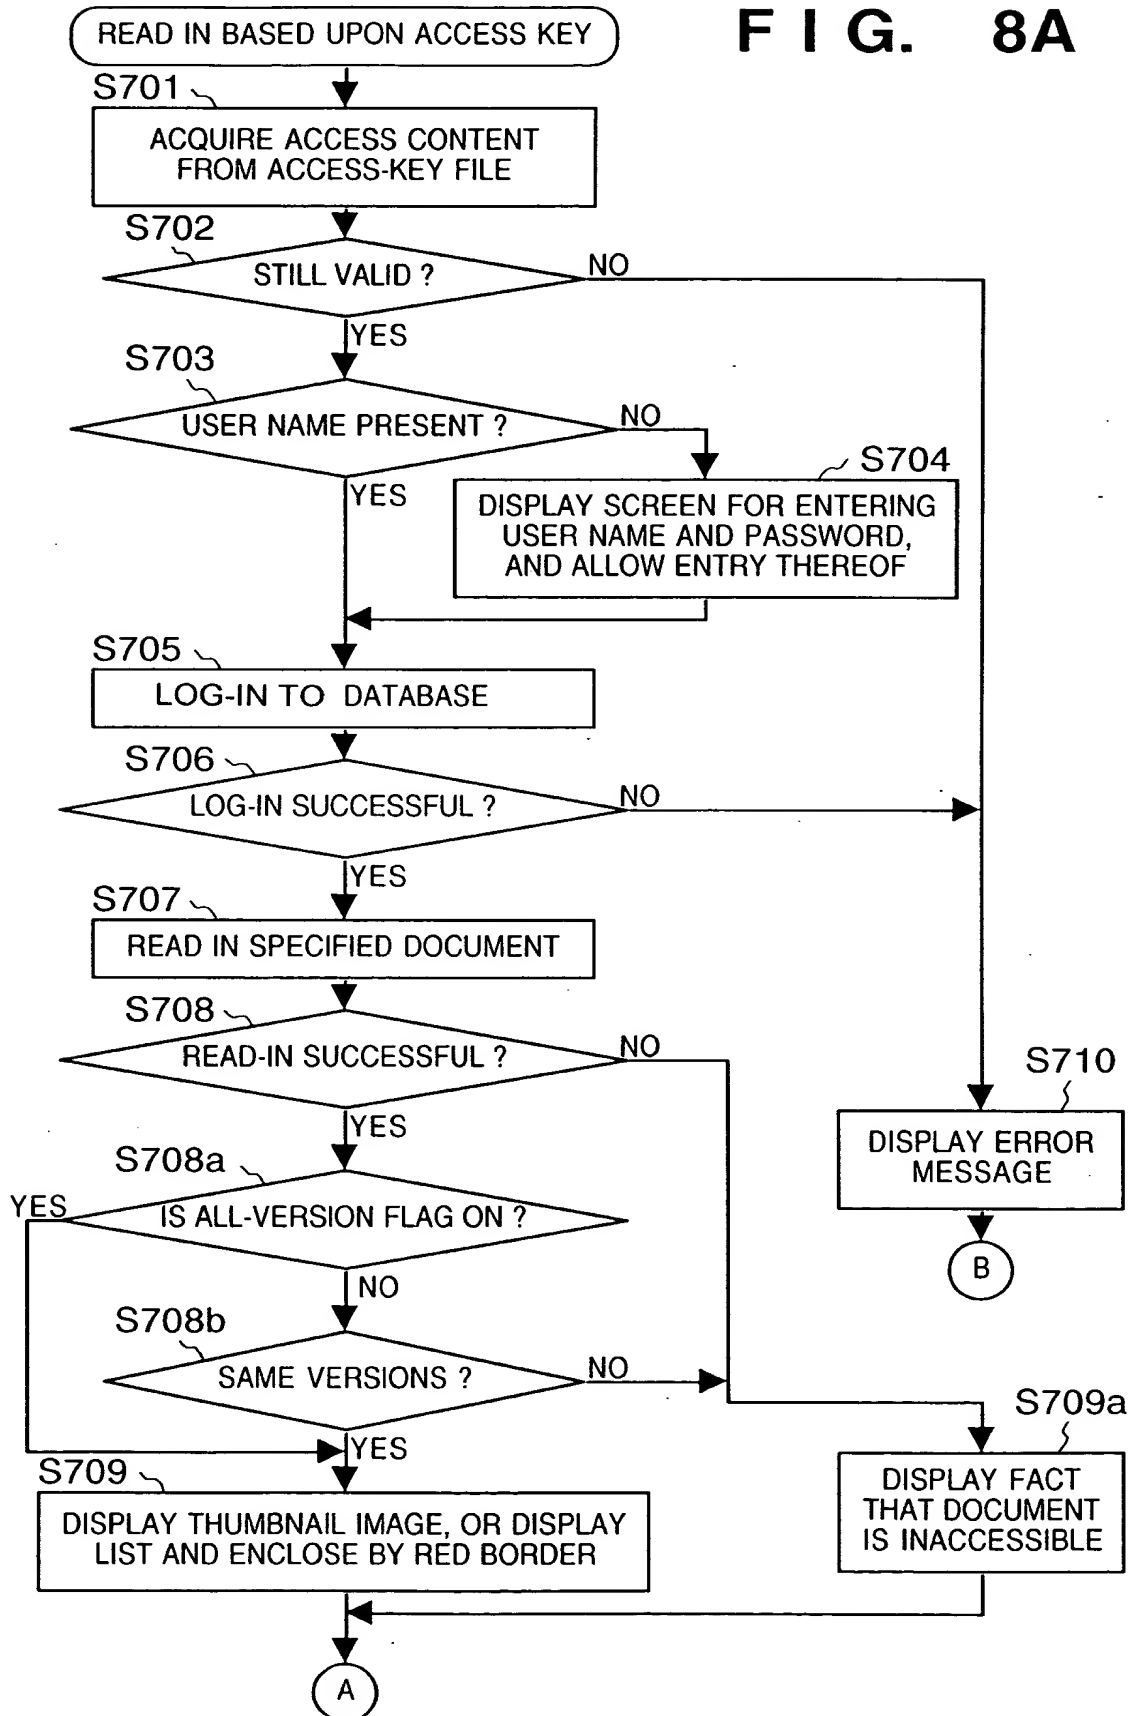 READ IN BASED UPON ACCESS KEY
F I G. 8A
S701
ACQUIRE ACCESS CONTENT
FROM ACCESS-KEY FILE
S702
STILL VALID ?
NO
YES
S703
USER NAME PRESENT ?
NO
YES
S704
DISPLAY SCREEN FOR ENTERING
USER NAME AND PASSWORD,
AND ALLOW ENTRY THEREOF
S705
LOG-IN TO DATABASE
S706
LOG-IN SUCCESSFUL ?
NO
YES
S707
READ IN SPECIFIED DOCUMENT
S708
READ-IN SUCCESSFUL ?
NO
YES
S710
DISPLAY ERROR
MESSAGE
B
S708a
YES
IS ALL-VERSION FLAG ON ?
NO
S708b
SAME VERSIONS ?
NO
YES
S709a
DISPLAY FACT
THAT DOCUMENT
IS INACCESSIBLE
S709
DISPLAY THUMBNAIL IMAGE, OR DISPLAY
LIST AND ENCLOSE BY RED BORDER
A